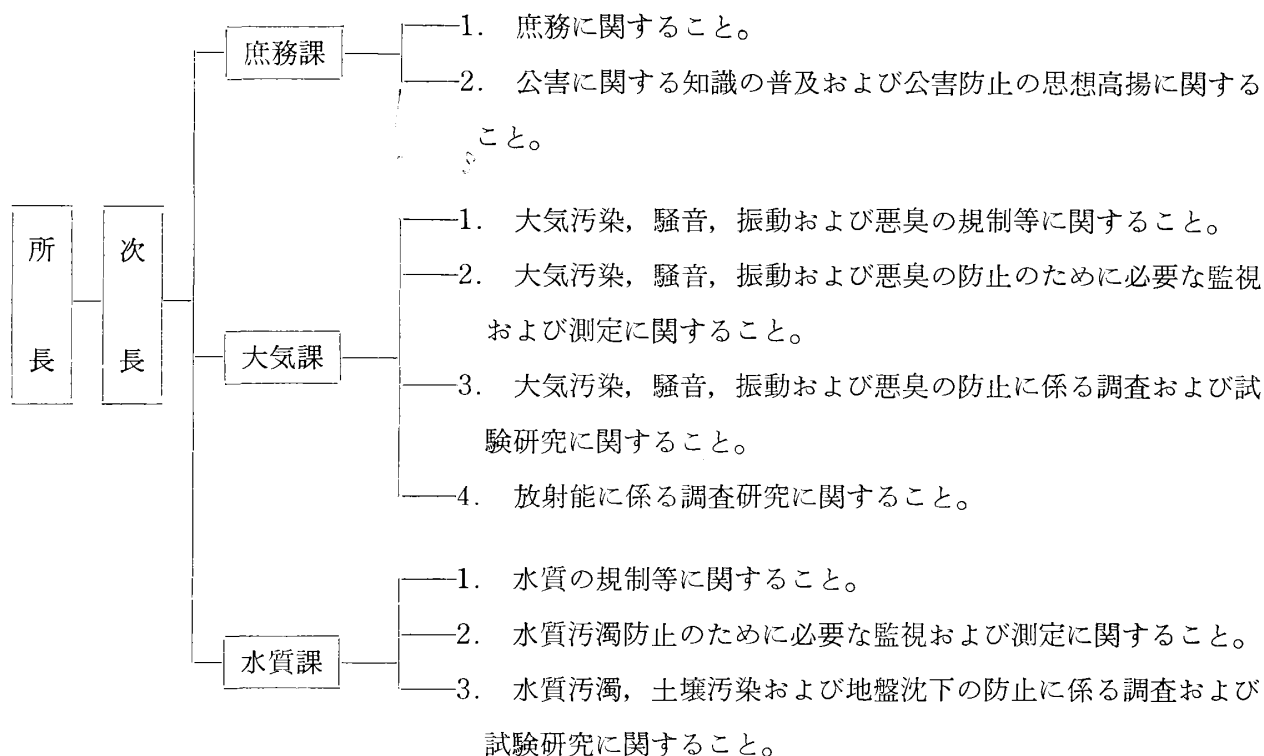 所長
次長
庶務課
1. 庶務に関すること。
2. 公害に関する知識の普及および公害防止の思想高揚に関する
こと。
大気課
1. 大気汚染,騒音,振動および悪臭の規制等に関すること。
2. 大気汚染,騒音,振動および悪臭の防止のために必要な監視
および測定に関すること。
3. 大気汚染,騒音,振動および悪臭の防止に係る調査および試
験研究に関すること。
4. 放射能に係る調査研究に関すること。
水質課
1. 水質の規制等に関すること。
2. 水質汚濁防止のために必要な監視および測定に関すること。
3. 水質汚濁,土壌汚染および地盤沈下の防止に係る調査および
試験研究に関すること。